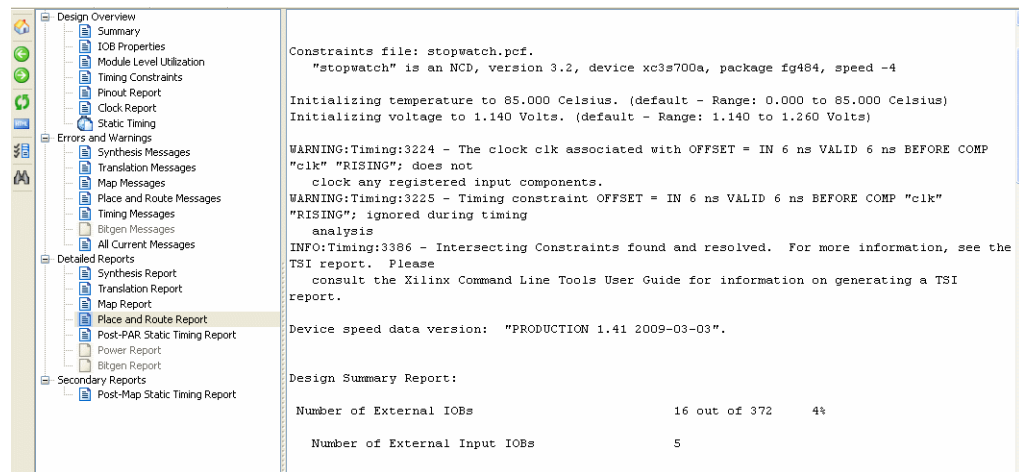 Design Overview
Summary
IOB Properties
Module Level Utilization
Timing Constraints
Pinout Report
Clock Report
Static Timing
Errors and Warnings
Synthesis Messages
Translation Messages
Map Messages
Place and Route Messages
Timing Messages
Bitgen Messages
All Current Messages
Detailed Reports
Synthesis Report
Translation Report
Map Report
Place and Route Report
Post-PAR Static Timing Report
Power Report
Bitgen Report
Secondary Reports
Post-Map Static Timing Report
Constraints file: stopwatch.pcf.
"stopwatch" is an NCD, version 3.2, device xc3s700a, package fg484, speed -4
Initializing temperature to 85.000 Celsius. (default - Range: 0.000 to 85.000 Celsius)
Initializing voltage to 1.140 Volts. (default - Range: 1.140 to 1.260 Volts)
WARNING:Timing:3224 - The clock clk associated with OFFSET = IN 6 ns VALID 6 ns BEFORE COMP
"clk" "RISING"; does not
clock any registered input components.
WARNING:Timing:3225 - Timing constraint OFFSET = IN 6 ns VALID 6 ns BEFORE COMP "clk"
"RISING"; ignored during timing
analysis
INFO:Timing:3386 - Intersecting Constraints found and resolved.  For more information, see the
TSI report.  Please
consult the Xilinx Command Line Tools User Guide for information on generating a TSI
report.
Device speed data version:  "PRODUCTION 1.41 2009-03-03".
Design Summary Report:
Number of External IOBs 16 out of 372 4%
Number of External Input IOBs 5